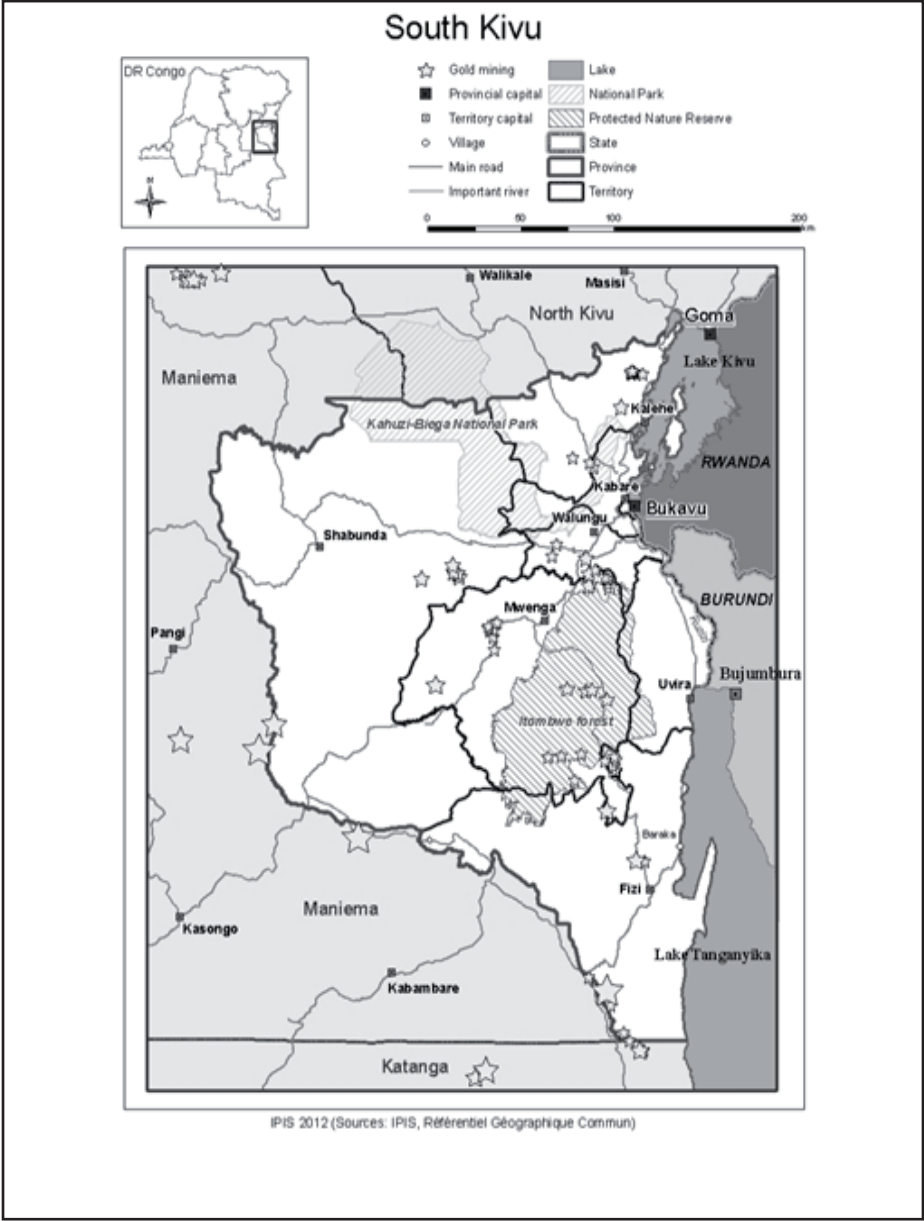 South Kivu
DR Congo
N
Gold mining
Provincial capital
Territory capital
Village
Main road
Important river
Lake
National Park
Protected Nature Reserve
State
Province
Territory
0 50 100 200
km
Walikale
Masisi
North Kivu
Goma
Lake Kivu
Maniema
Kalehe
Kahuzi-Biega National Park
RWANDA
Kabare
Bukavu
Walungu
Shabunda
BURUNDI
Mwenga
Pangi
Bujumbura
Uvira
Itombwe forest
Baraka
Fizi
Maniema
Kasongo
Lake Tanganyika
Kabambare
Katanga
IPIS 2012 (Sources: IPIS, Référentiel Géographique Commun)